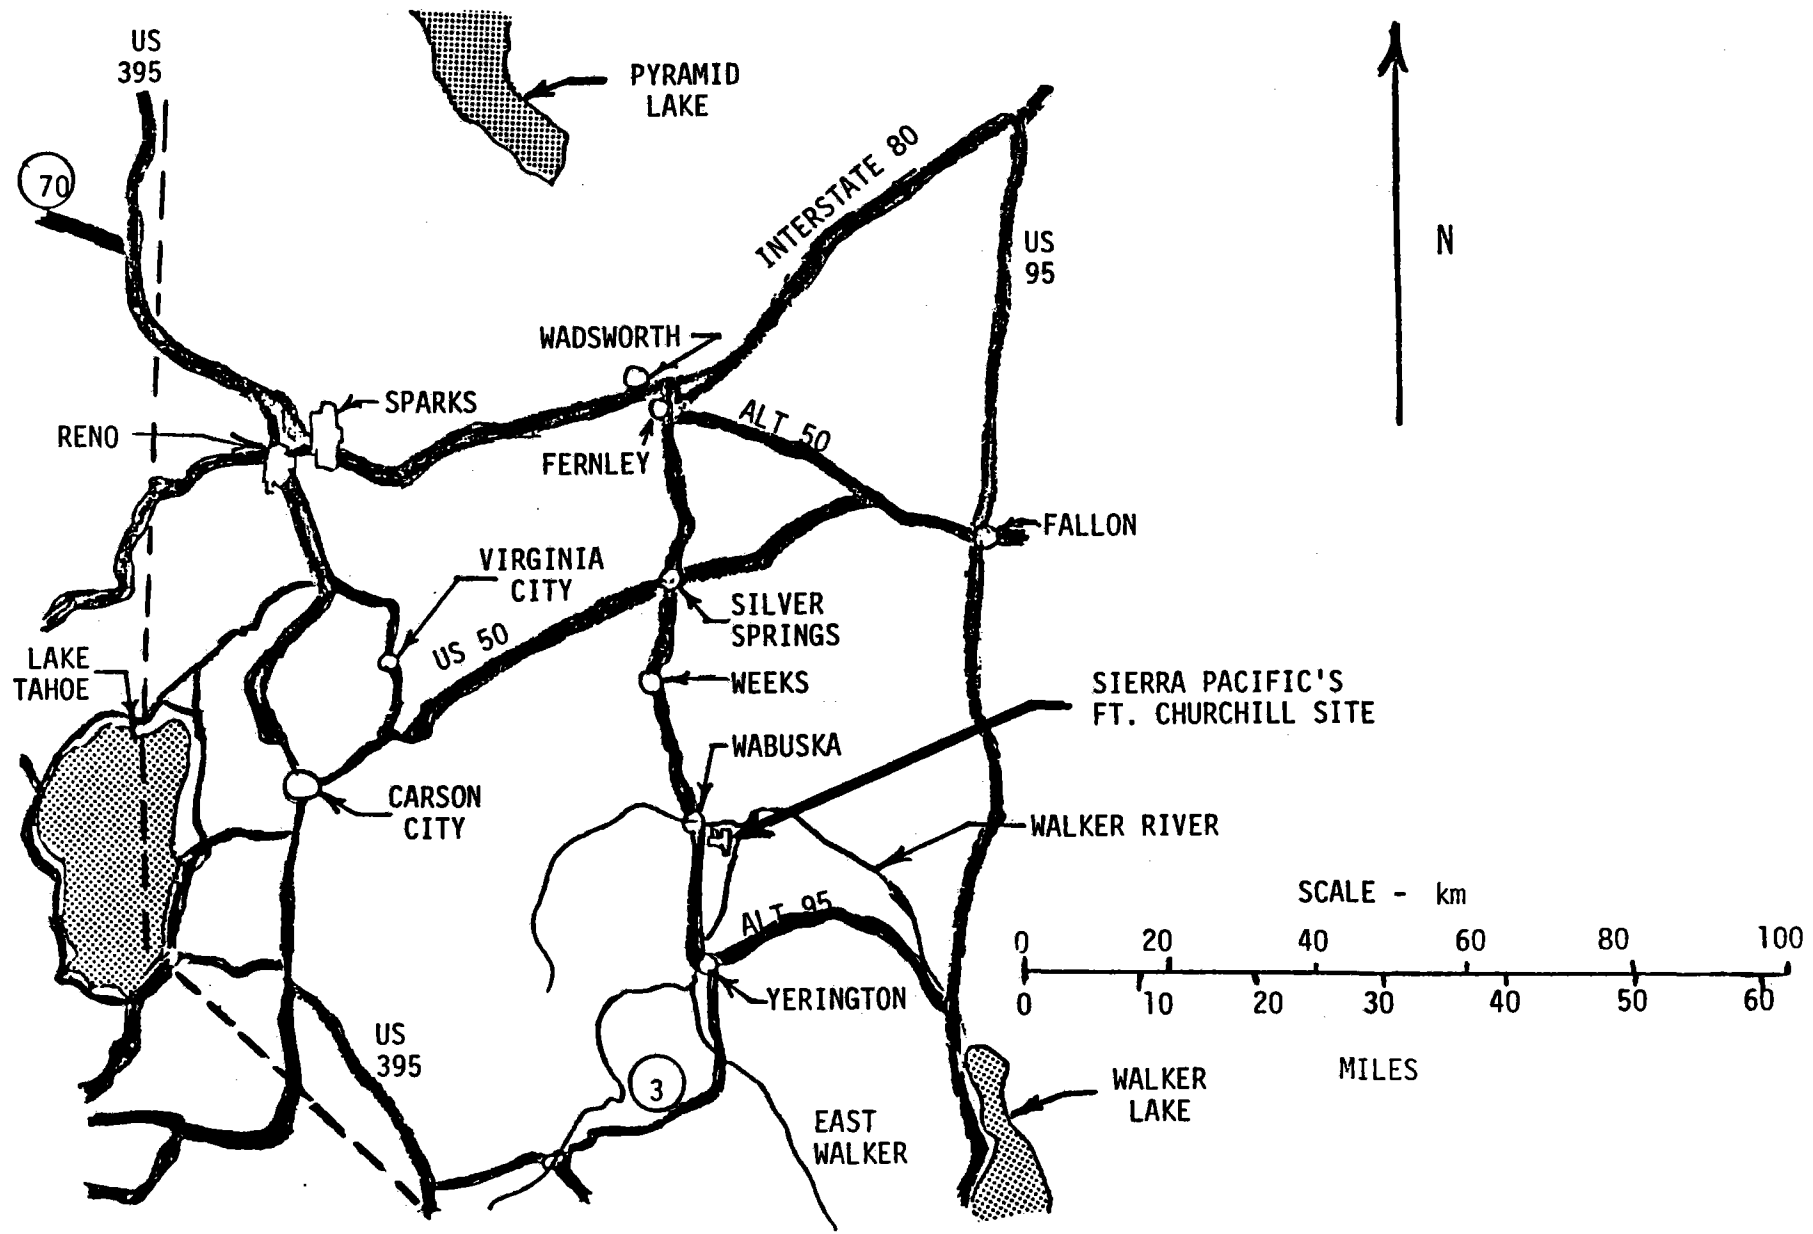 US
395
PYRAMID
LAKE
70
INTERSTATE 80
US
95
N
WADSWORTH
SPARKS
RENO
FERNLEY
ALT 50
FALLON
VIRGINIA
CITY
SILVER
SPRINGS
US 50
LAKE
TAHOE
WEEKS
SIERRA PACIFIC'S
FT. CHURCHILL SITE
WABUSKA
CARSON
CITY
WALKER RIVER
ALT 95
SCALE - km
0 20 40 60 80 100
0 10 20 30 40 50 60
MILES
YERINGTON
US
395
3
WALKER
LAKE
EAST
WALKER